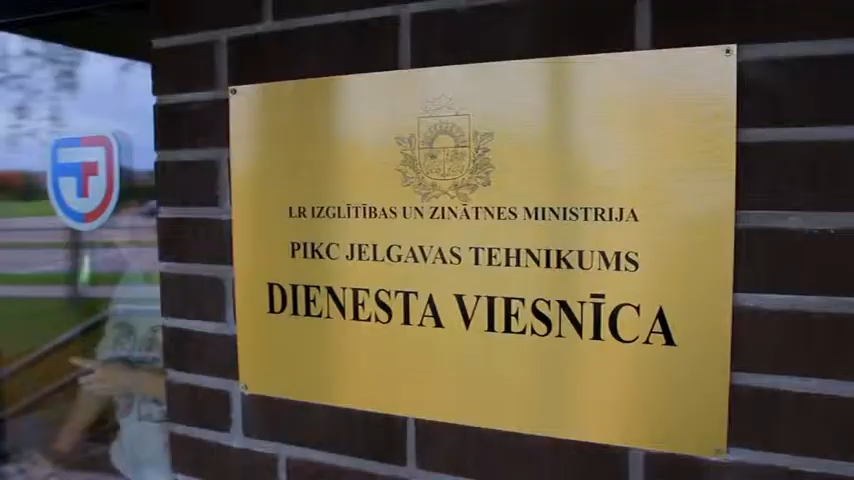 LR IZGLĪTĪBAS UN ZINĀTNES MINISTRIJA
PIKC JELGAVAS TEHNIKUMS
DIENESTA VIESNĪCA